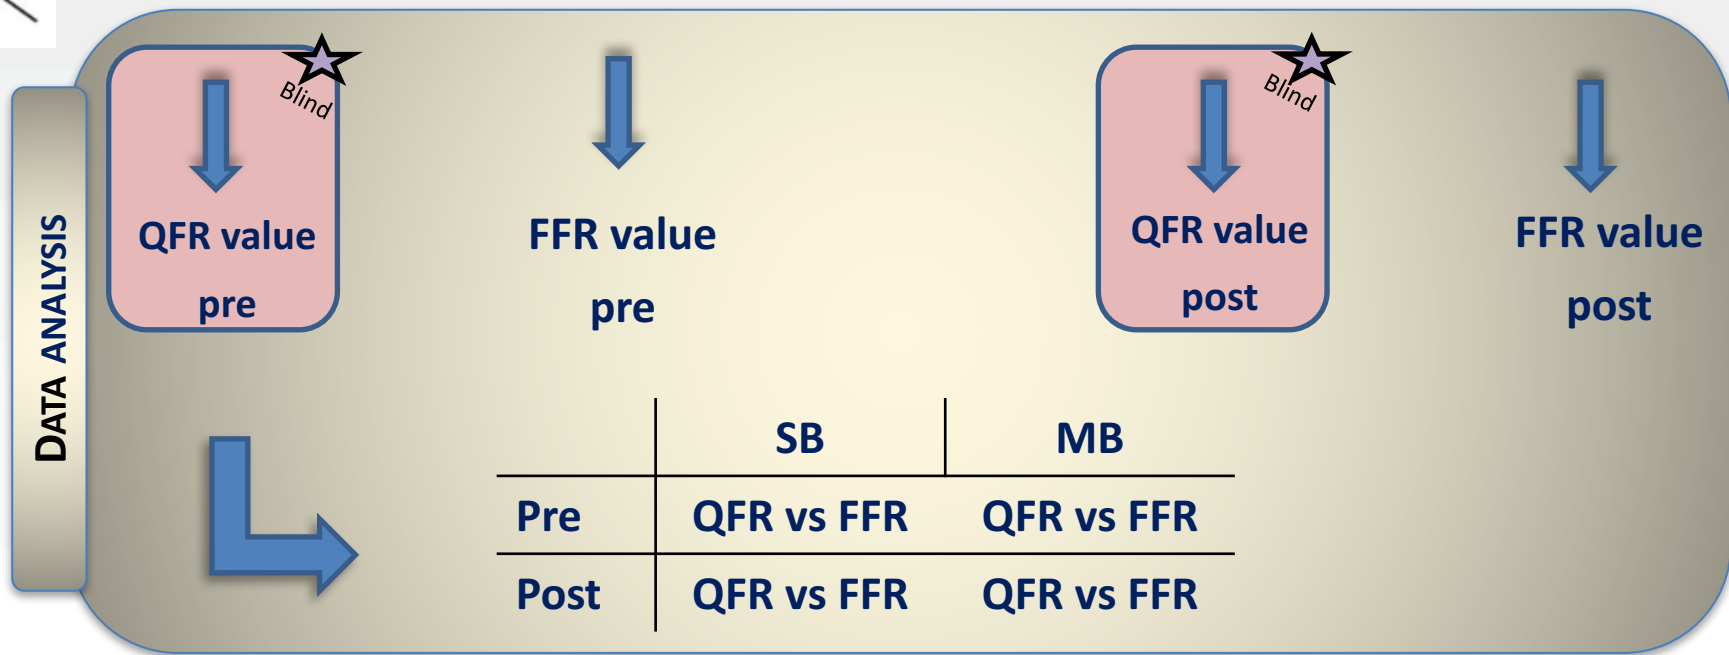 DATA ANALYSIS
Blind
QFR value
pre
FFR value
pre
Blind
QFR value
post
FFR value
post
SB MB
Pre QFR vs FFR QFR vs FFR
Post QFR vs FFR QFR vs FFR